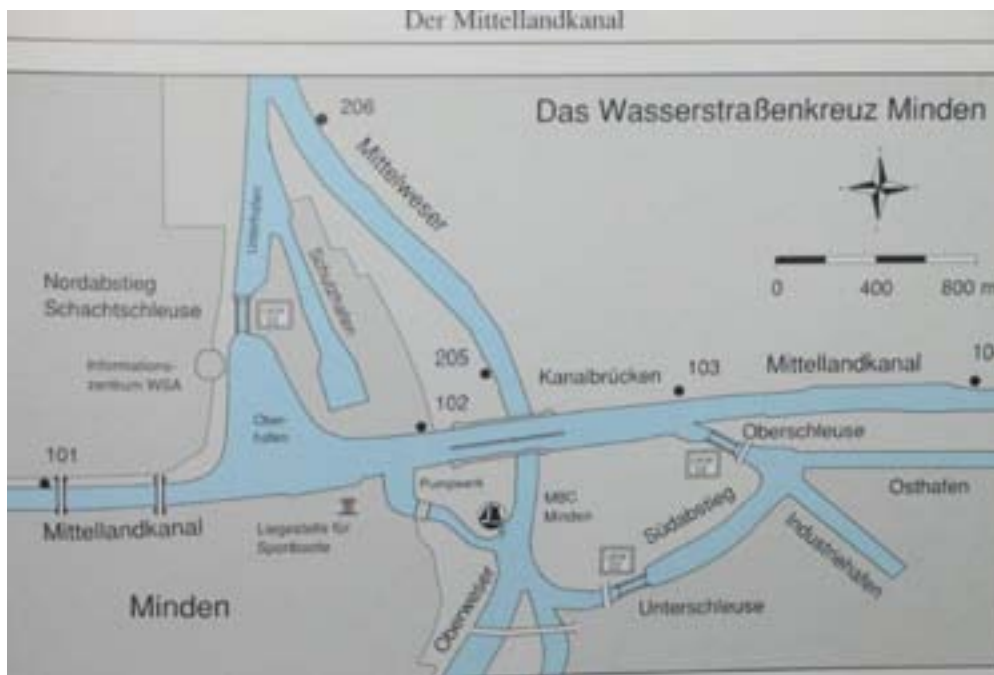 Der Mittellandkanal
Das Wasserstraßenkreuz Minden
206
Mittelweser
Unterhafen
Schutzhafen
0 400 800 m
Nordabstieg
Schachtschleuse
Informations-
zentrum WSA
205
102
Kanalbrücken
103
Mittellandkanal
10
Ober-
hafen
Oberschleuse
101
Mittellandkanal
Pumpwerk
MBC
Minden
Osthafen
Liegestelle für
Sportboote
Südabstieg
Industriehafen
Minden
Oberweser
Unterschleuse